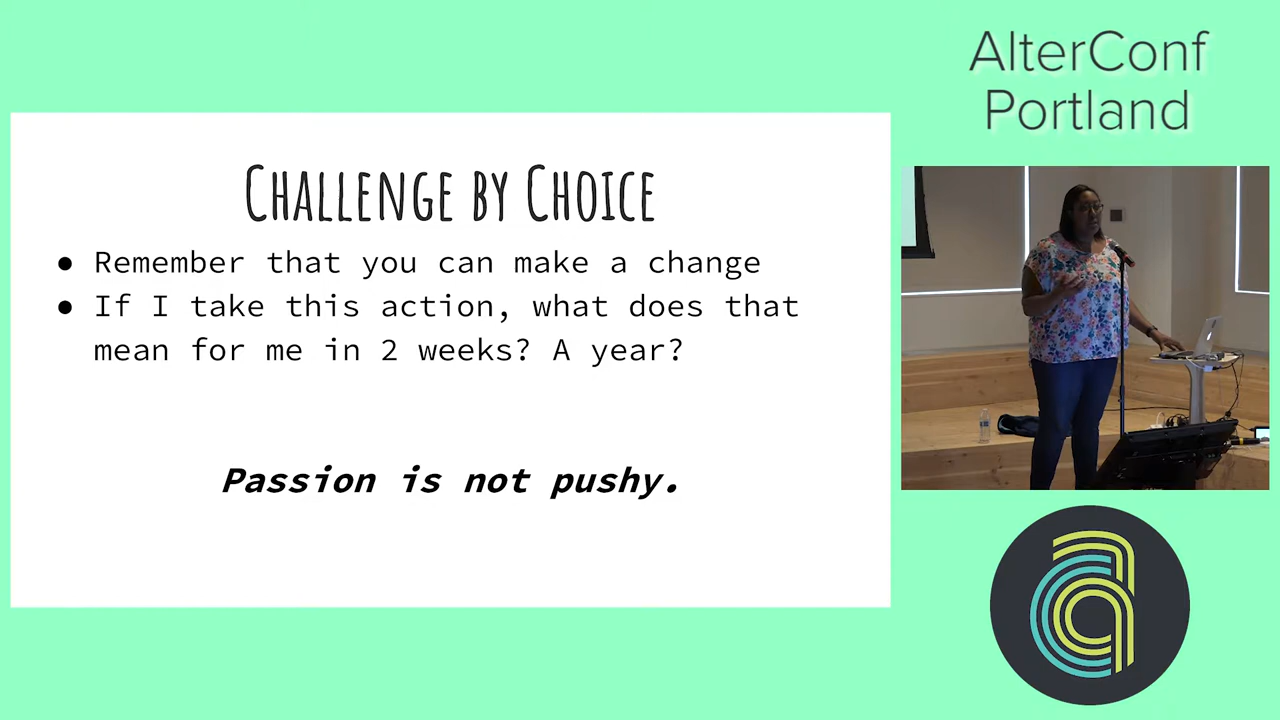 AlterConf
Portland
CHALLENGE BY CHOICE
● Remember that you can make a change
● If I take this action, what does that
mean for me in 2 weeks? A year?
Passion is not pushy.